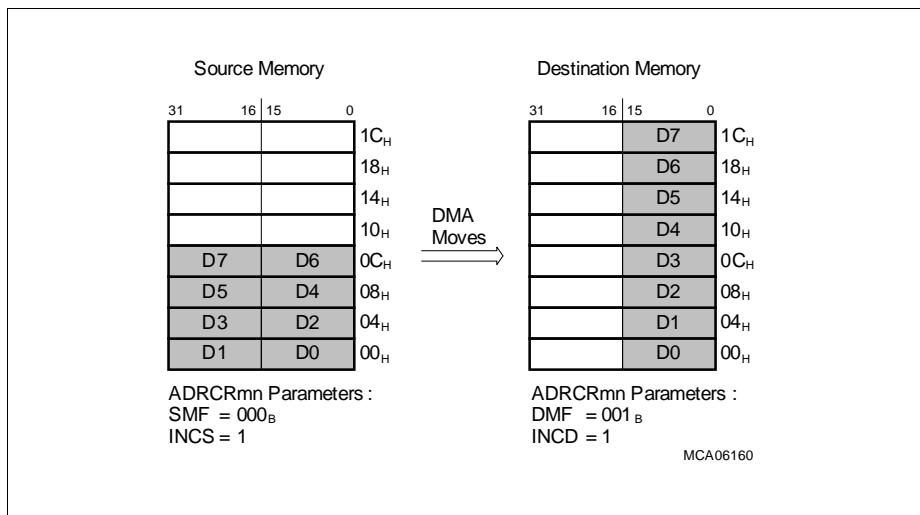 Source Memory
31 16 15 0
1CH
18H
14H
10H
D7 D6 0CH
D5 D4 08H
D3 D2 04H
D1 D0 00H
ADRCRmn Parameters :
SMF = 000B
INCS = 1
DMA
Moves
Destination Memory
31 16 15 0
D7 1CH
D6 18H
D5 14H
D4 10H
D3 0CH
D2 08H
D1 04H
D0 00H
ADRCRmn Parameters :
DMF = 001B
INCD = 1
MCA06160